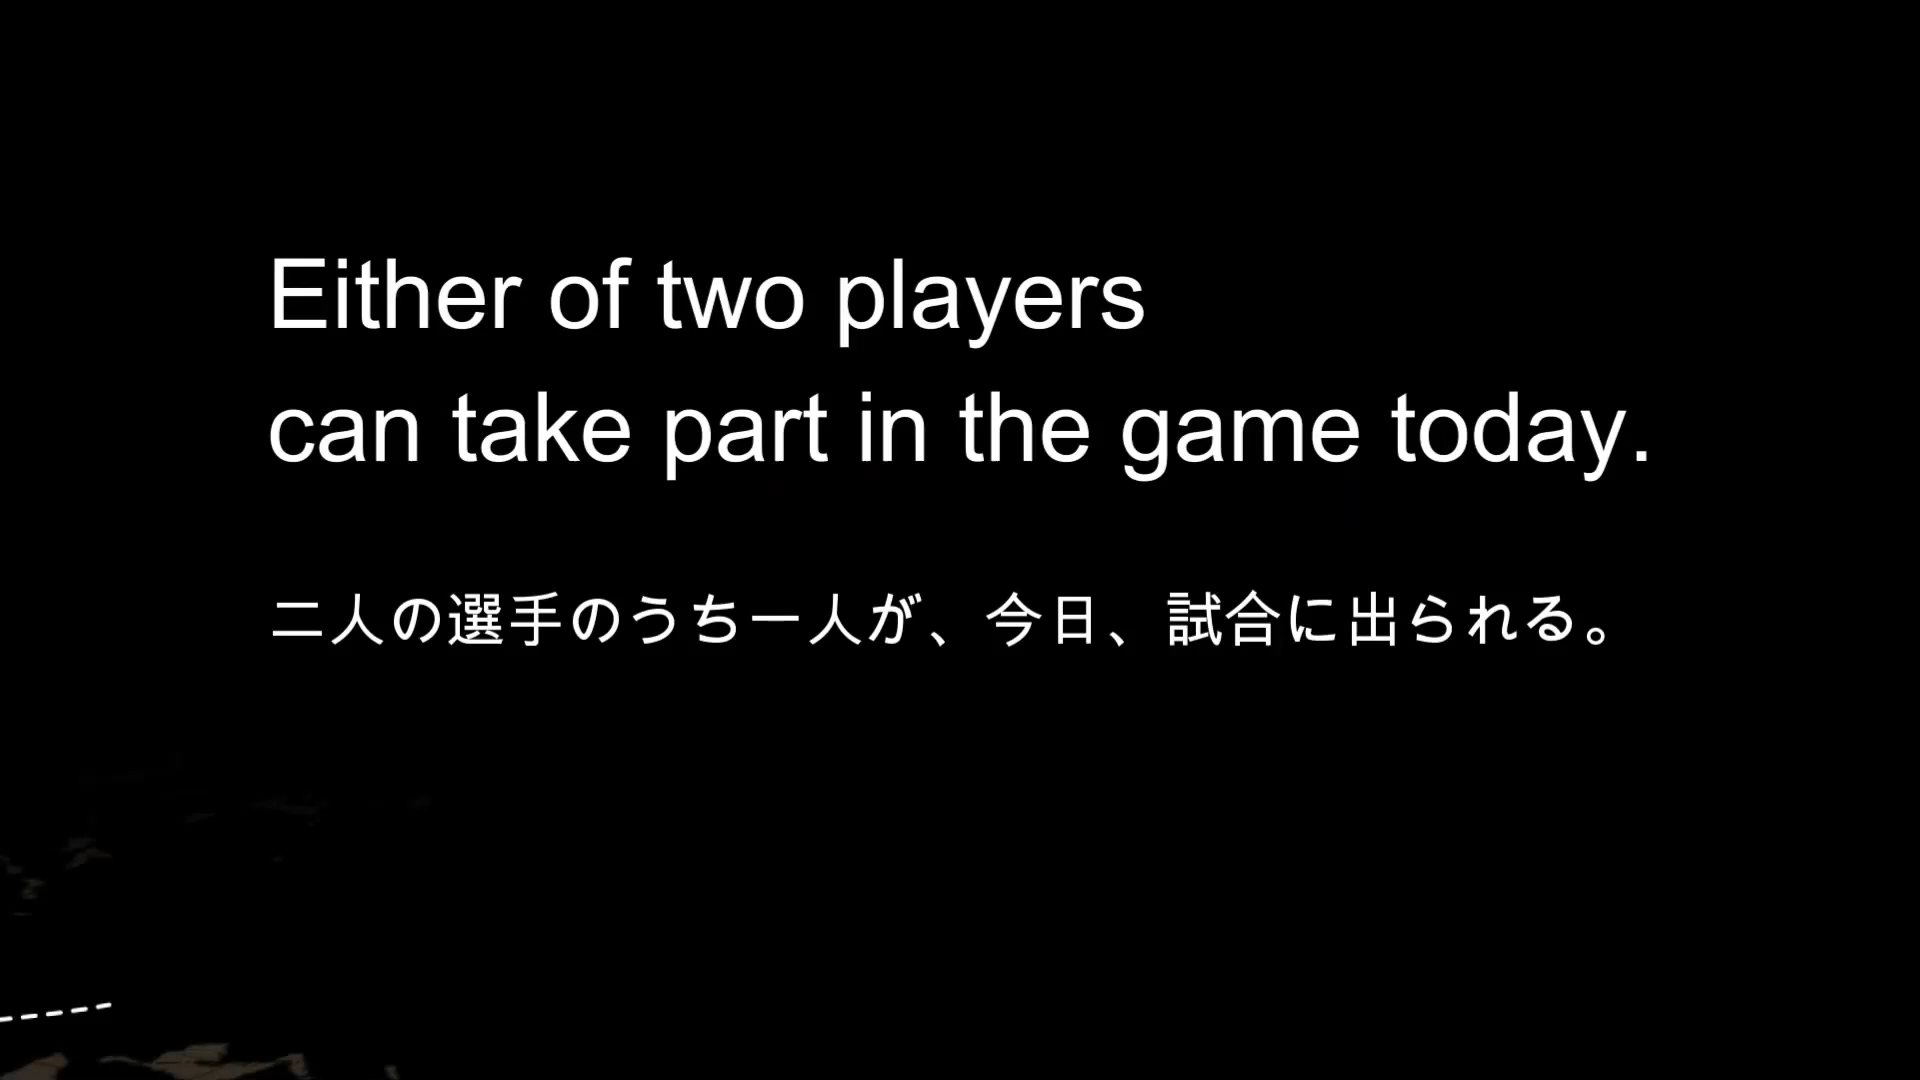 Either of two players
can take part in the game today.
二人の選手のうち一人が、今日、試合に出られる。